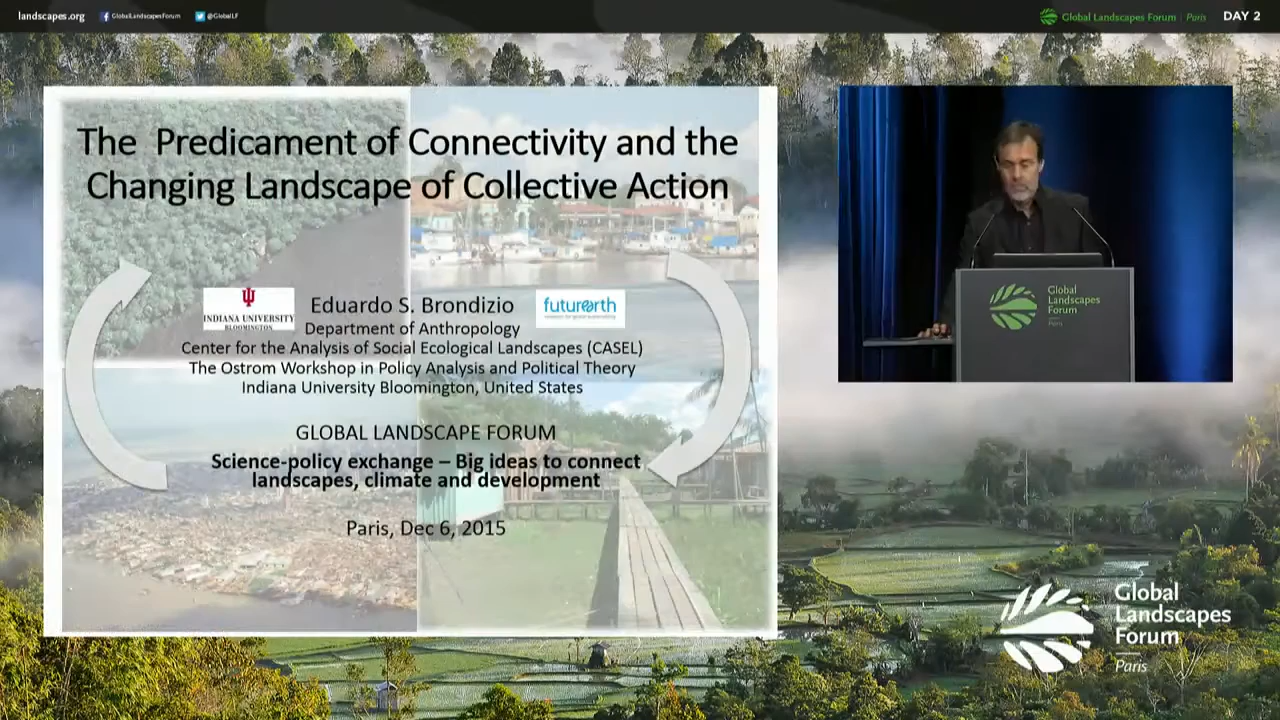 landscapes.org
GlobalLandscapesForum
@GlobalLF
Global Landscapes Forum | Paris
DAY 2
The Predicament of Connectivity and the
Changing Landscape of Collective Action
INDIANA UNIVERSITY
BLOOMINGTON
Eduardo S. Brondizio
futurearth
Department of Anthropology
Center for the Analysis of Social Ecological Landscapes (CASEL)
The Ostrom Workshop in Policy Analysis and Political Theory
Indiana University Bloomington, United States
GLOBAL LANDSCAPE FORUM
Science-policy exchange – Big ideas to connect
landscapes, climate and development
Paris, Dec 6, 2015
Global
Landscapes
Forum
Paris
Global
Landscapes
Forum
Paris